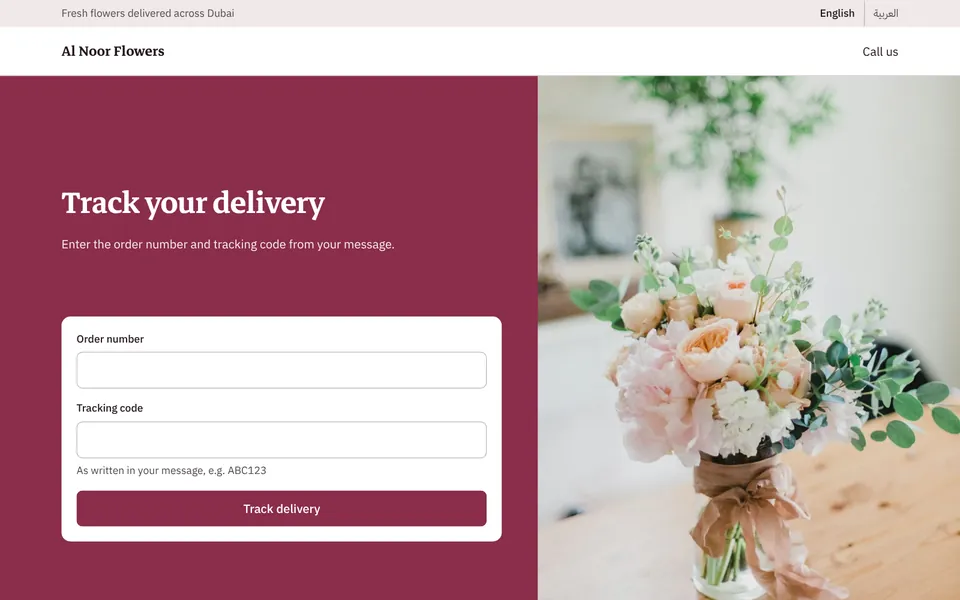 Fresh flowers delivered across Dubai
English
العربية
Al Noor Flowers
Call us
Track your delivery
Enter the order number and tracking code from your message.
Order number
Tracking code
As written in your message, e.g. ABC123
Track delivery